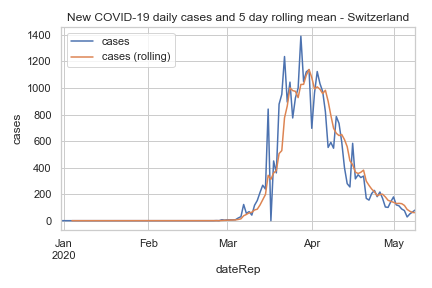 New COVID-19 daily cases and 5 day rolling mean - Switzerland
cases
cases (rolling)
1400
1200
1000
800
600
400
200
0
cases
Jan
2020
Feb
Mar
Apr
May
dateRep